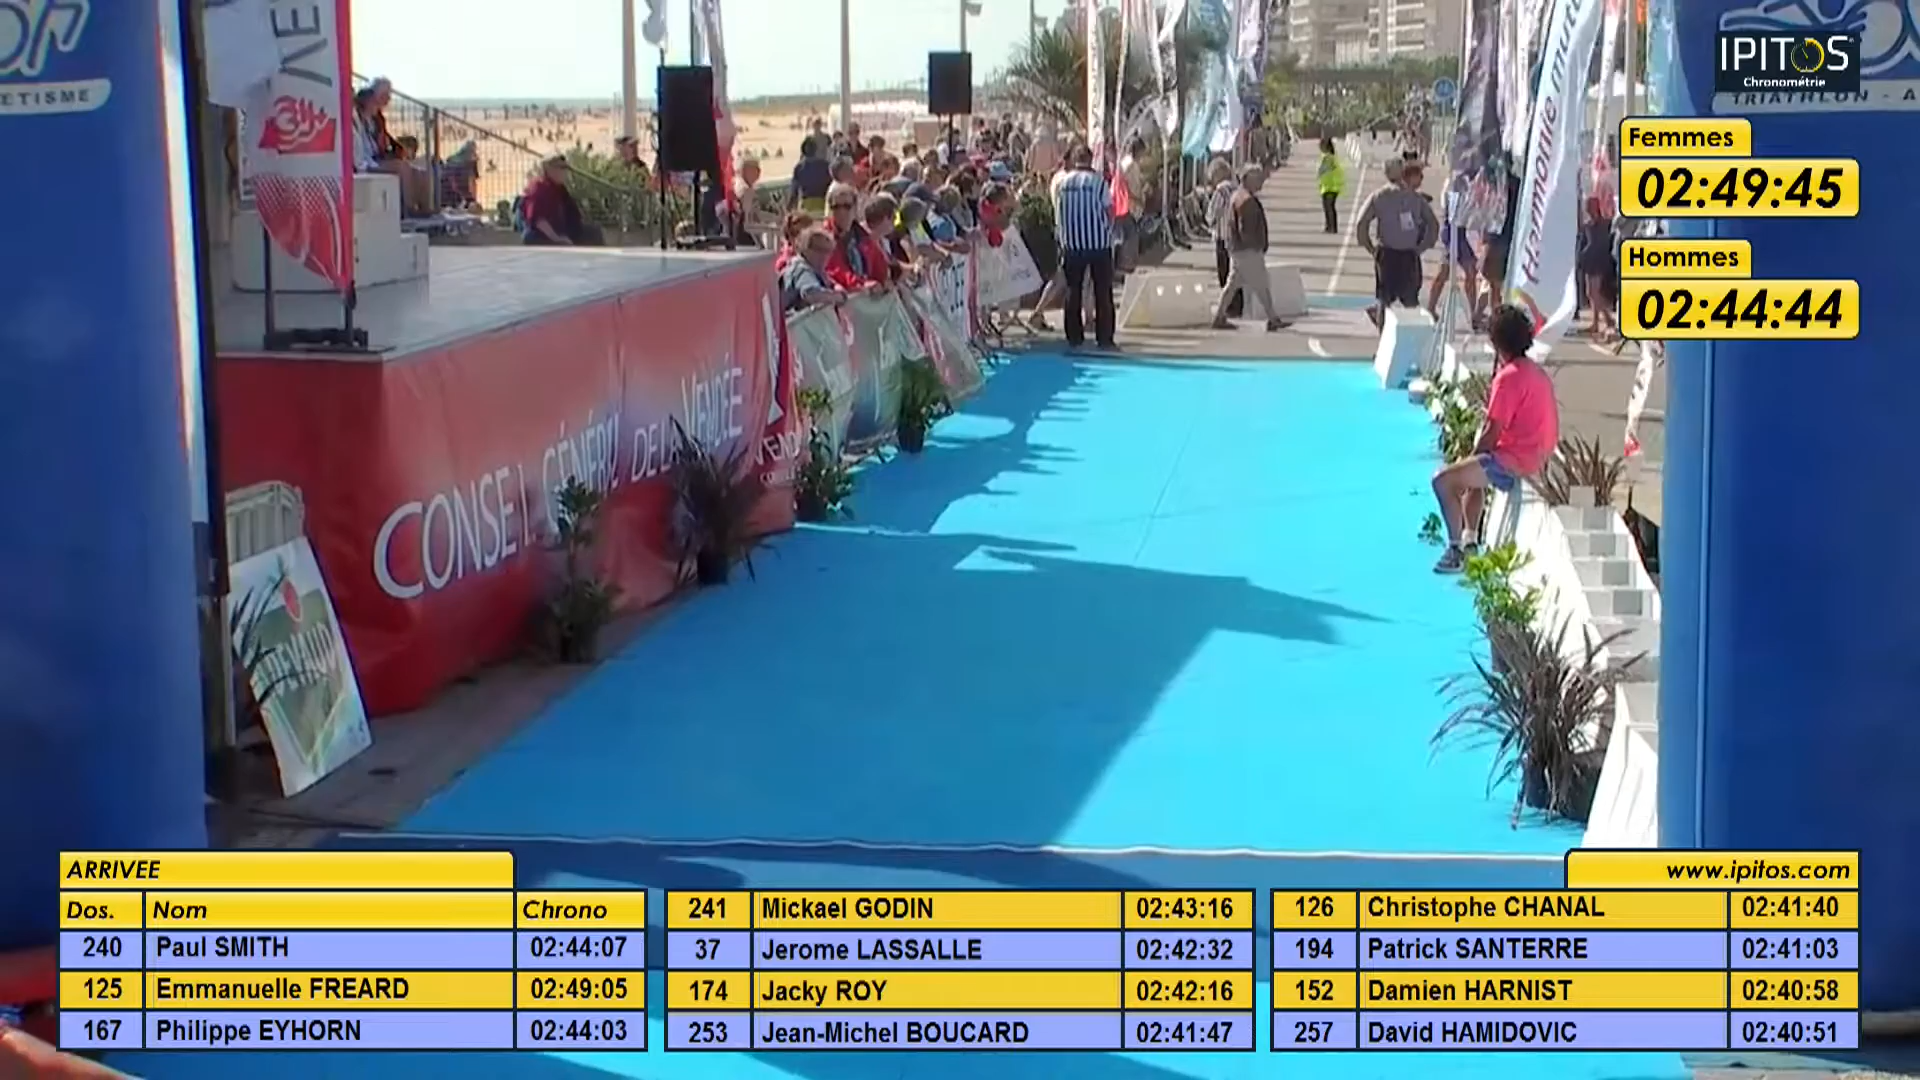 IPITOS
Chronométrie
TRIATHLON - A
ETISME
Femmes
02:49:45
Hommes
02:44:44
Harmonie mutu
CONSEIL GÉNÉRAL DE LA VENDÉE
ARRIVEE
www.ipitos.com
Dos. Nom Chrono
240 Paul SMITH 02:44:07
125 Emmanuelle FREARD 02:49:05
167 Philippe EYHORN 02:44:03
241 Mickael GODIN 02:43:16
37 Jerome LASSALLE 02:42:32
174 Jacky ROY 02:42:16
253 Jean-Michel BOUCARD 02:41:47
126 Christophe CHANAL 02:41:40
194 Patrick SANTERRE 02:41:03
152 Damien HARNIST 02:40:58
257 David HAMIDOVIC 02:40:51